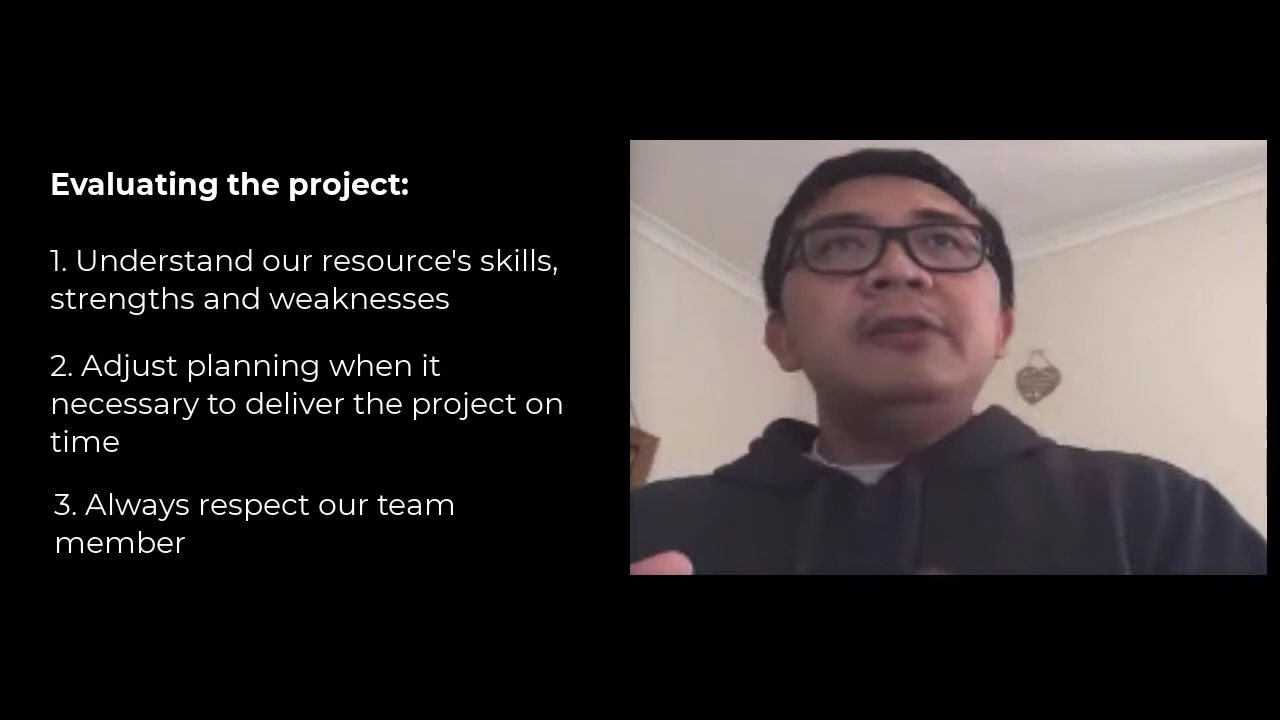 Evaluating the project:
1. Understand our resource's skills,
strengths and weaknesses
2. Adjust planning when it
necessary to deliver the project on
time
3. Always respect our team
member